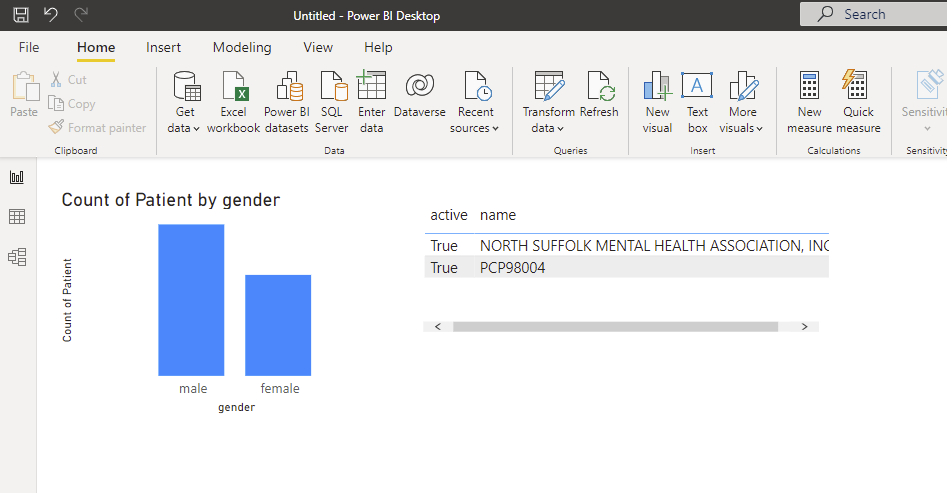 Untitled - Power BI Desktop
Search
File Home Insert Modeling View Help
Paste
Cut
Copy
Format painter
Clipboard
Get data
Excel workbook
Power BI datasets
SQL Server
Enter data
Dataverse
Recent sources
Data
Transform data
Refresh
Queries
New visual
Text box
More visuals
Insert
New measure
Quick measure
Calculations
Sensitivity
Sensitivity
Count of Patient by gender
Count of Patient
male female
gender
active name
True NORTH SUFFOLK MENTAL HEALTH ASSOCIATION, INC
True PCP98004